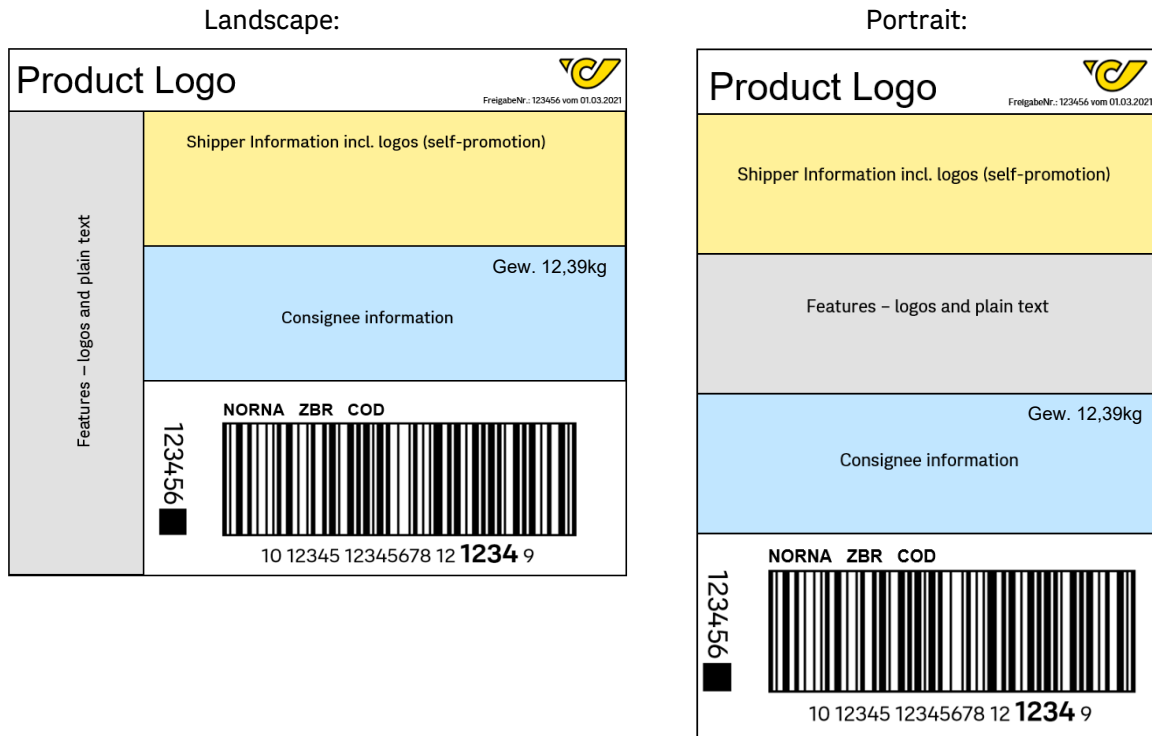 Landscape:
Product Logo
FreigabeNr.: 123456 vom 01.03.2021
Shipper Information incl. logos (self-promotion)
Features – logos and plain text
Gew. 12,39kg
Consignee information
NORNA ZBR COD
123456
10 12345 12345678 12 1234 9
Portrait:
Product Logo
FreigabeNr.: 123456 vom 01.03.2021
Shipper Information incl. logos (self-promotion)
Features – logos and plain text
Gew. 12,39kg
Consignee information
NORNA ZBR COD
123456
10 12345 12345678 12 1234 9